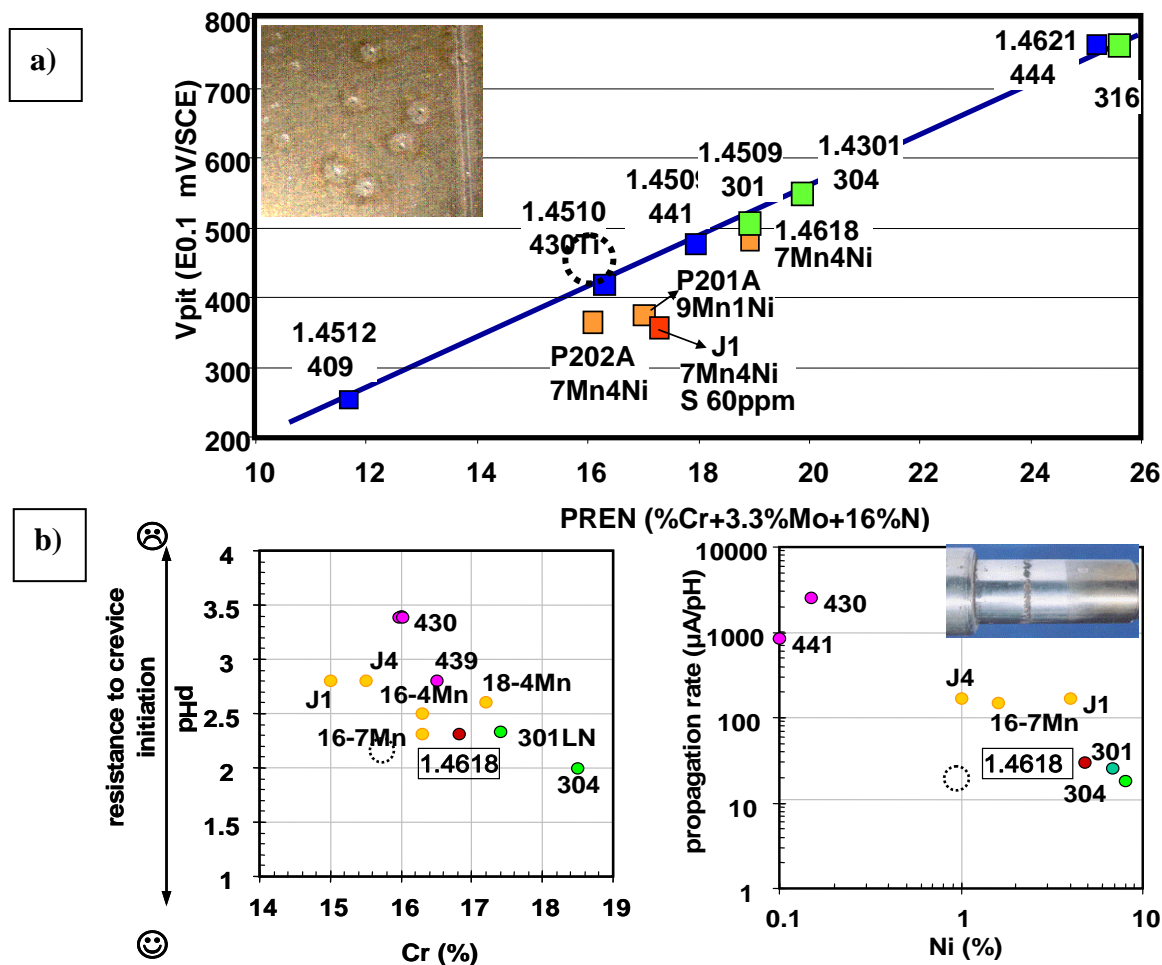 a)
800
700
600
500
400
300
200
Vpit (E0.1 mV/SCE)
1.4621
444
316
1.4509
301
1.4301
304
1.4509
441
1.4510
430Ti
1.4618
7Mn4Ni
P201A
9Mn1Ni
1.4512
409
P202A
7Mn4Ni
J1
7Mn4Ni
S 60ppm
10 12 14 16 18 20 22 24 26
PREN (%Cr+3.3%Mo+16%N)
b)
resistance to crevice
initiation
pHd
4
3.5
3
2.5
2
1.5
1
430
J4
439
J1
16-4Mn
18-4Mn
16-7Mn
301LN
1.4618
304
14 15 16 17 18 19
Cr (%)
propagation rate (µA/pH)
10000
1000
100
10
1
430
441
J4
J1
16-7Mn
1.4618
301
304
0.1 1 10
Ni (%)